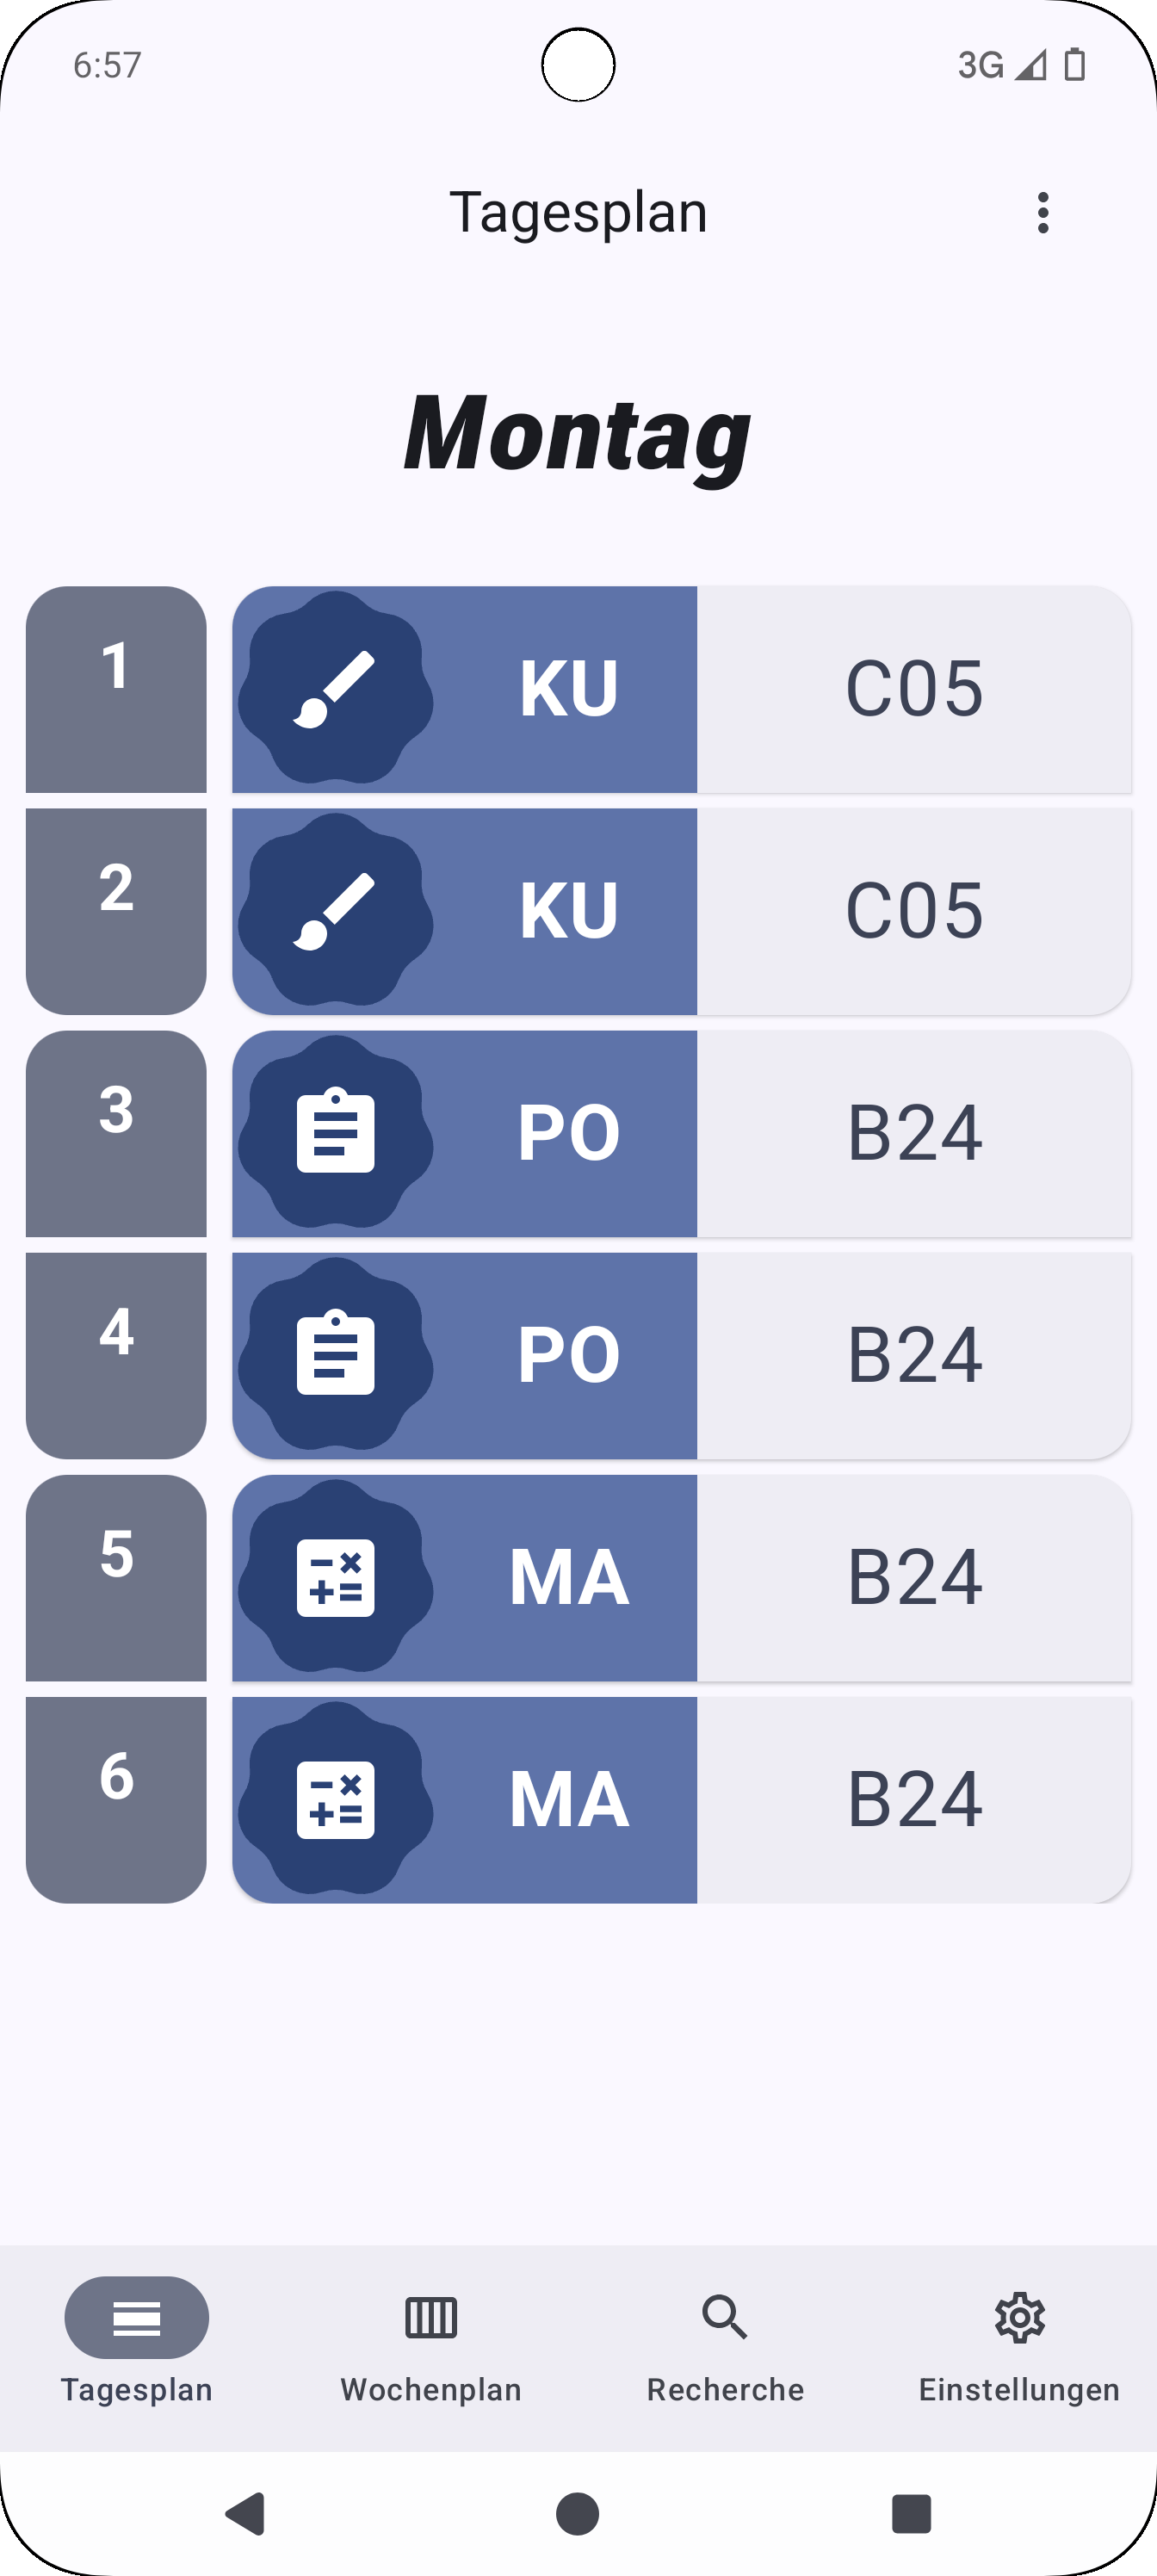 6:57 3G
Tagesplan
Montag
1 KU C05
2 KU C05
3 PO B24
4 PO B24
5 MA B24
6 MA B24
Tagesplan Wochenplan Recherche Einstellungen